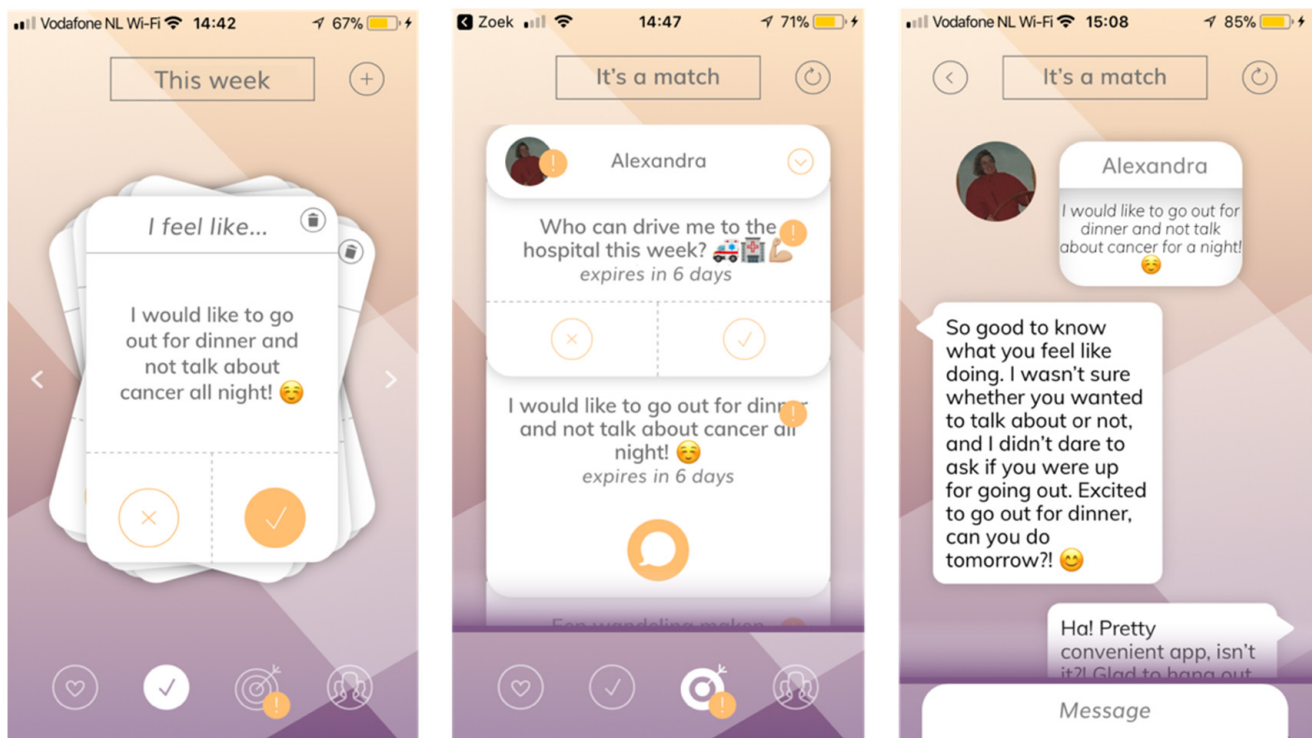 Vodafone NL Wi-Fi 14:42 67%
This week
I feel like...
I would like to go
out for dinner and
not talk about
cancer all night! ☺️
Zoek 14:47 71%
It's a match
Alexandra
Who can drive me to the
hospital this week? 🚑🏥💪🏼
expires in 6 days
I would like to go out for dinner
and not talk about cancer all
night! ☺️
expires in 6 days
Een wandeling maken
Vodafone NL Wi-Fi 15:08 85%
It's a match
Alexandra
I would like to go out for
dinner and not talk
about cancer for a night!
☺️
So good to know
what you feel like
doing. I wasn't sure
whether you wanted
to talk about or not,
and I didn't dare to
ask if you were up
for going out. Excited
to go out for dinner,
can you do
tomorrow?! 😊
Ha! Pretty
convenient app, isn't
it?! Glad to hang out
Message